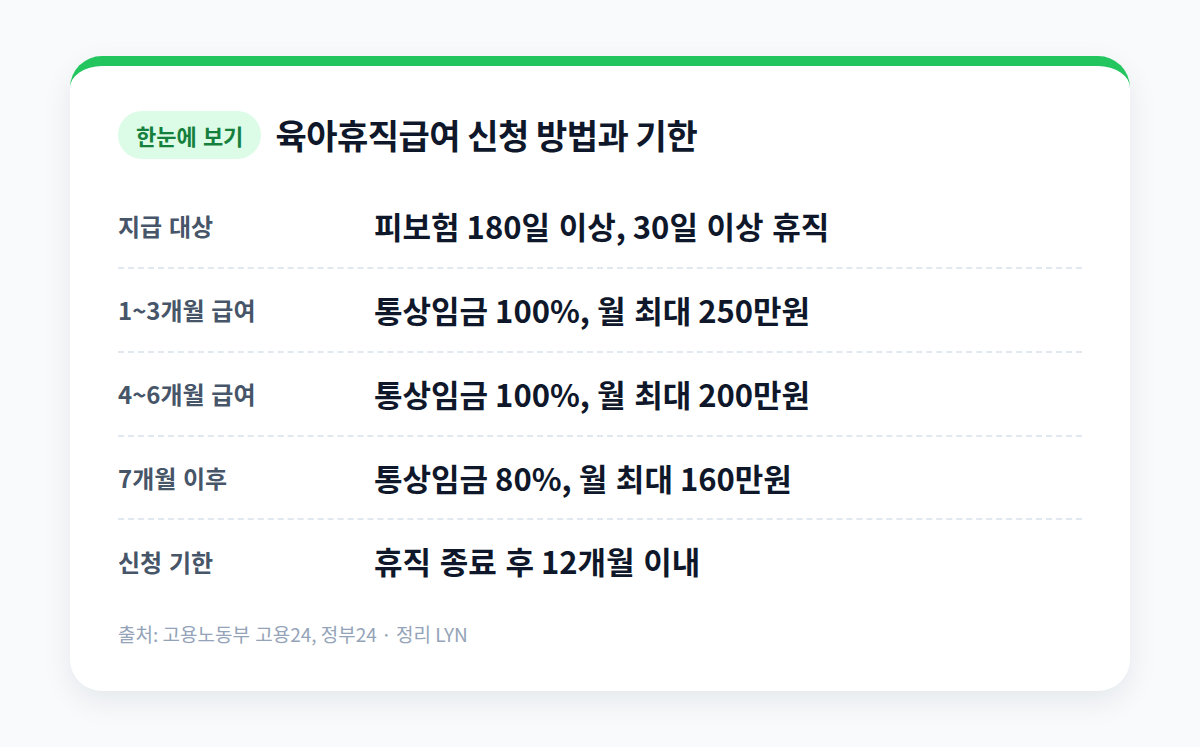 한눈에 보기 육아휴직급여 신청 방법과 기한
지급 대상 피보험 180일 이상, 30일 이상 휴직
1~3개월 급여 통상임금 100%, 월 최대 250만원
4~6개월 급여 통상임금 100%, 월 최대 200만원
7개월 이후 통상임금 80%, 월 최대 160만원
신청 기한 휴직 종료 후 12개월 이내
출처: 고용노동부 고용24, 정부24 · 정리 LYN